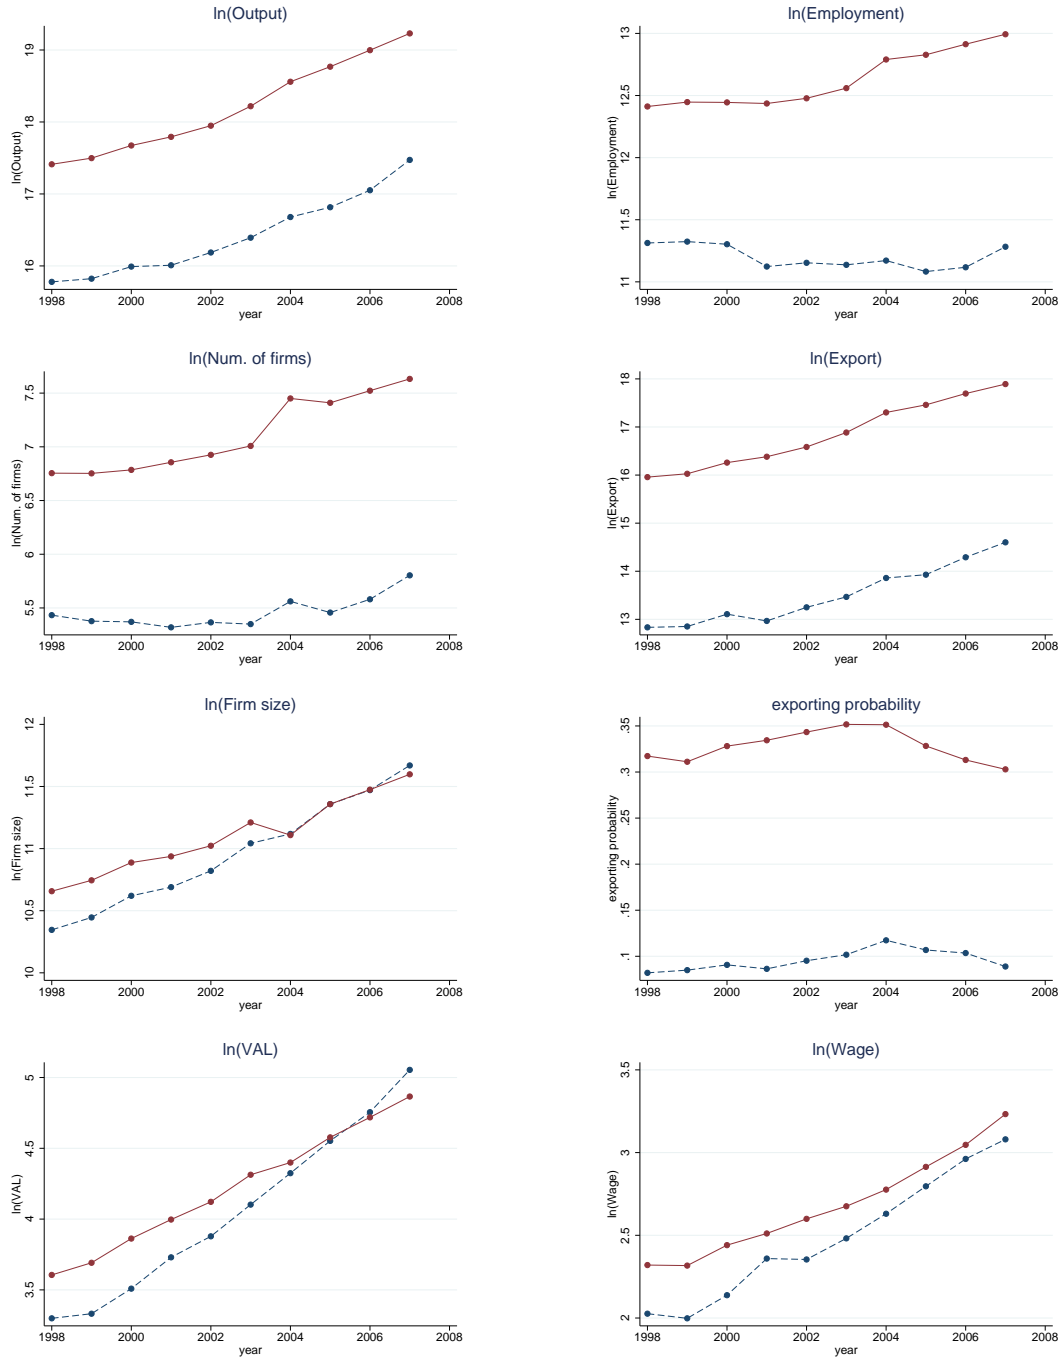 ln(Output)
ln(Output)
19
18
17
16
1998 2000 2002 2004 2006 2008
year
ln(Employment)
ln(Employment)
13
12.5
12
11.5
11
1998 2000 2002 2004 2006 2008
year
ln(Num. of firms)
ln(Num. of firms)
7.5
7
6.5
6
5.5
1998 2000 2002 2004 2006 2008
year
ln(Export)
ln(Export)
18
17
16
15
14
13
1998 2000 2002 2004 2006 2008
year
ln(Firm size)
ln(Firm size)
12
11.5
11
10.5
10
1998 2000 2002 2004 2006 2008
year
exporting probability
exporting probability
.35
.3
.25
.2
.15
.1
1998 2000 2002 2004 2006 2008
year
ln(VAL)
ln(VAL)
5
4.5
4
3.5
1998 2000 2002 2004 2006 2008
year
ln(Wage)
ln(Wage)
3.5
3
2.5
2
1998 2000 2002 2004 2006 2008
year